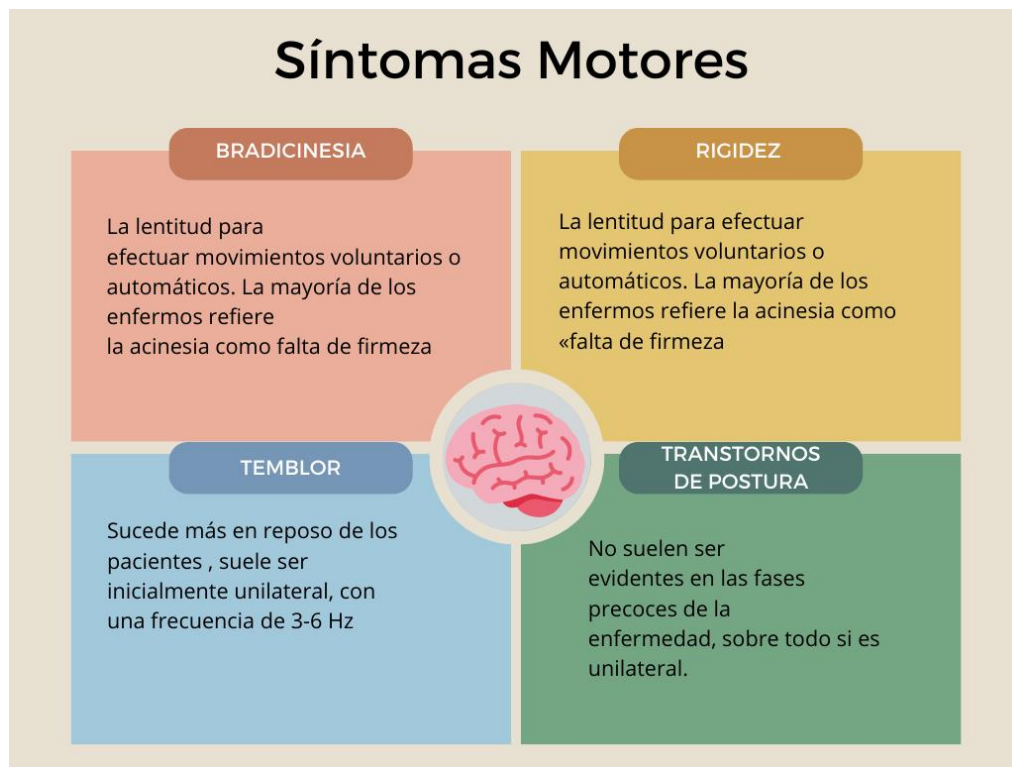 Síntomas Motores
BRADICINESIA
La lentitud para
efectuar movimientos voluntarios o
automáticos. La mayoría de los
enfermos refiere
la acinesia como falta de firmeza
RIGIDEZ
La lentitud para efectuar
movimientos voluntarios o
automáticos. La mayoría de los
enfermos refiere la acinesia como
«falta de firmeza
TEMBLOR
Sucede más en reposo de los
pacientes , suele ser
inicialmente unilateral, con
una frecuencia de 3-6 Hz
TRANSTORNOS
DE POSTURA
No suelen ser
evidentes en las fases
precoces de la
enfermedad, sobre todo si es
unilateral.